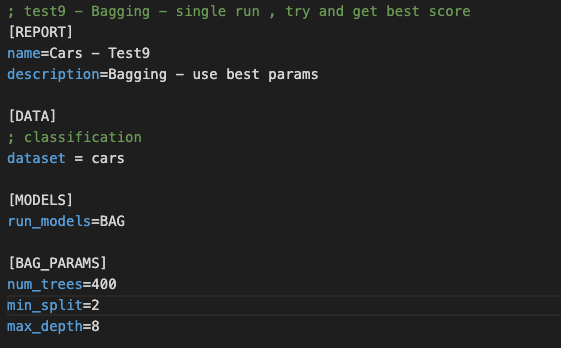 ; test9 - Bagging - single run , try and get best score
[REPORT]
name=Cars - Test9
description=Bagging - use best params
[DATA]
; classification
dataset = cars
[MODELS]
run_models=BAG
[BAG_PARAMS]
num_trees=400
min_split=2
max_depth=8